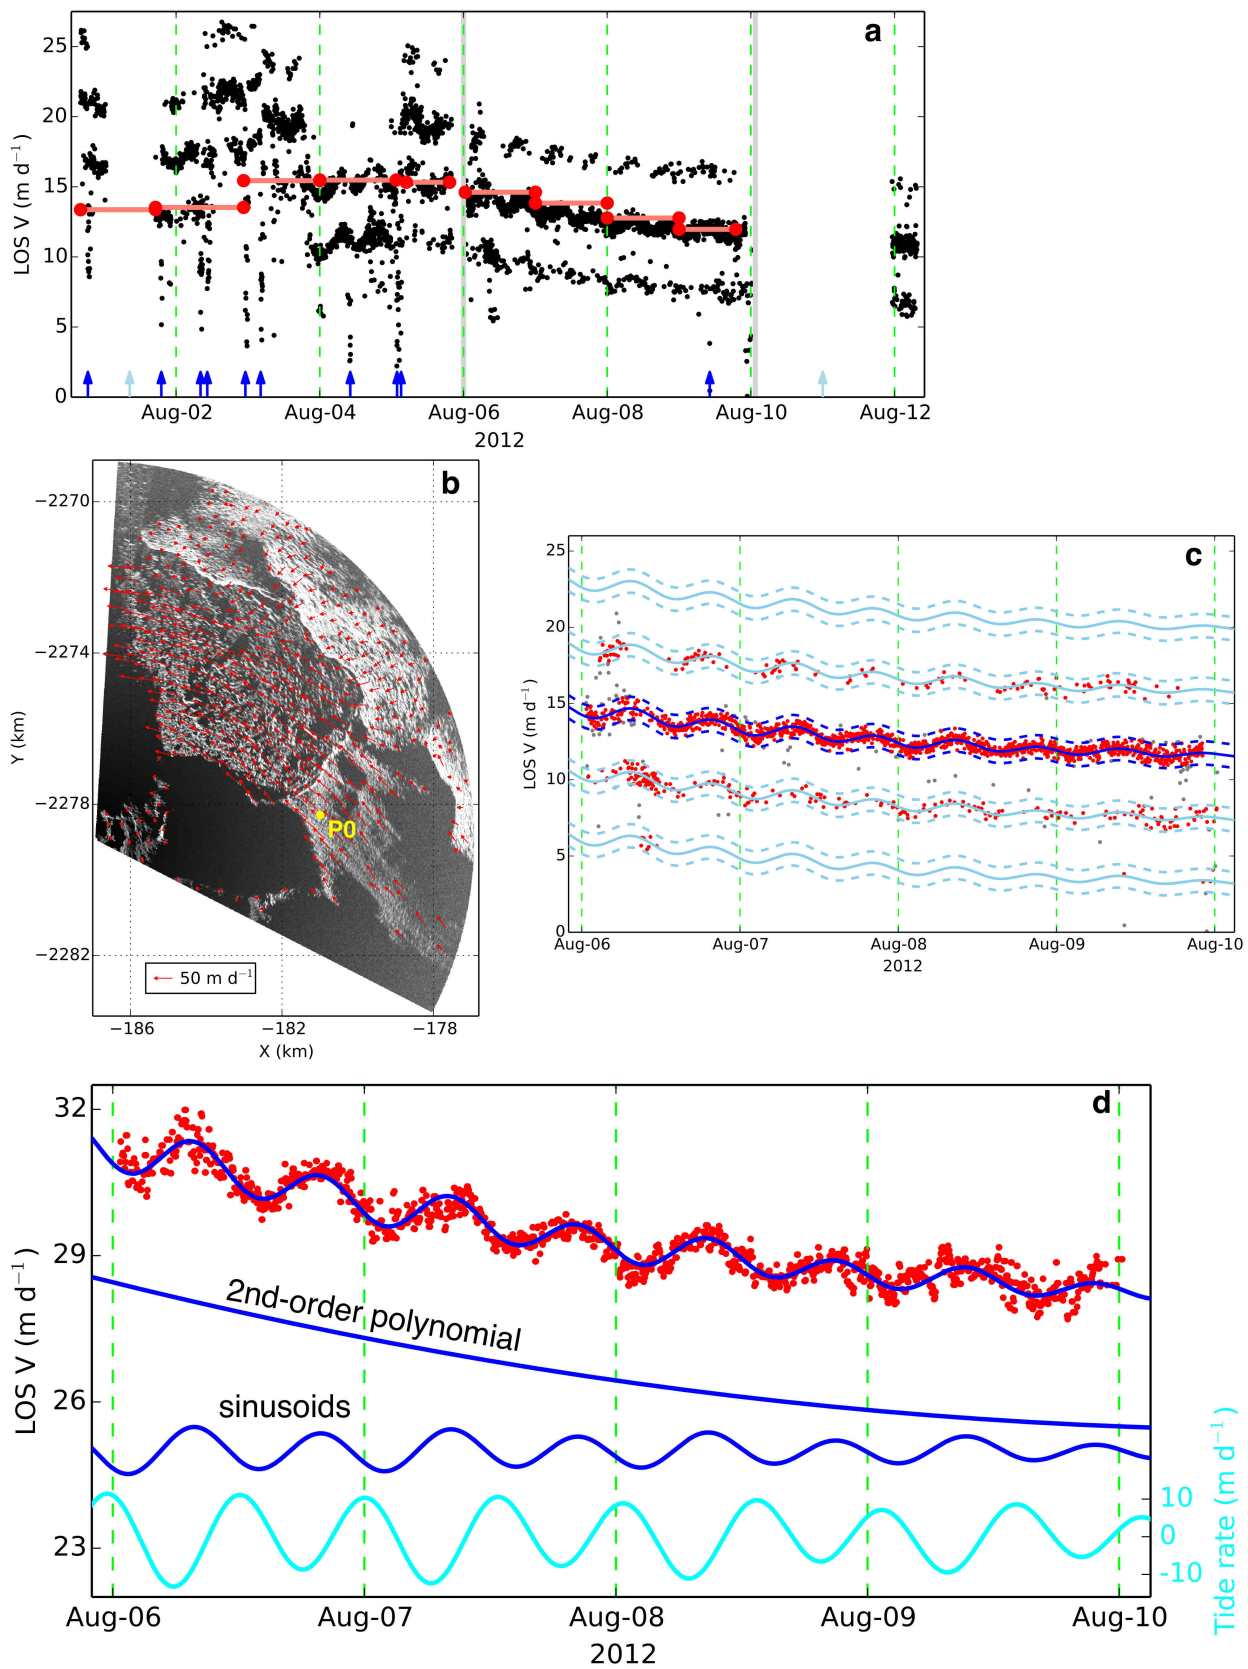 a
25
20
15
10
5
0
LOS V (m d⁻¹)
Aug-02 Aug-04 Aug-06 Aug-08 Aug-10 Aug-12
2012
b
−2270
−2274
−2278
−2282
Y (km)
P0
50 m d⁻¹
−186 −182 −178
X (km)
c
25
20
15
10
5
0
LOS V (m d⁻¹)
Aug-06 Aug-07 Aug-08 Aug-09 Aug-10
2012
d
32
29
26
23
LOS V (m d⁻¹)
2nd-order polynomial
sinusoids
10
0
-10
Tide rate (m d⁻¹)
Aug-06 Aug-07 Aug-08 Aug-09 Aug-10
2012